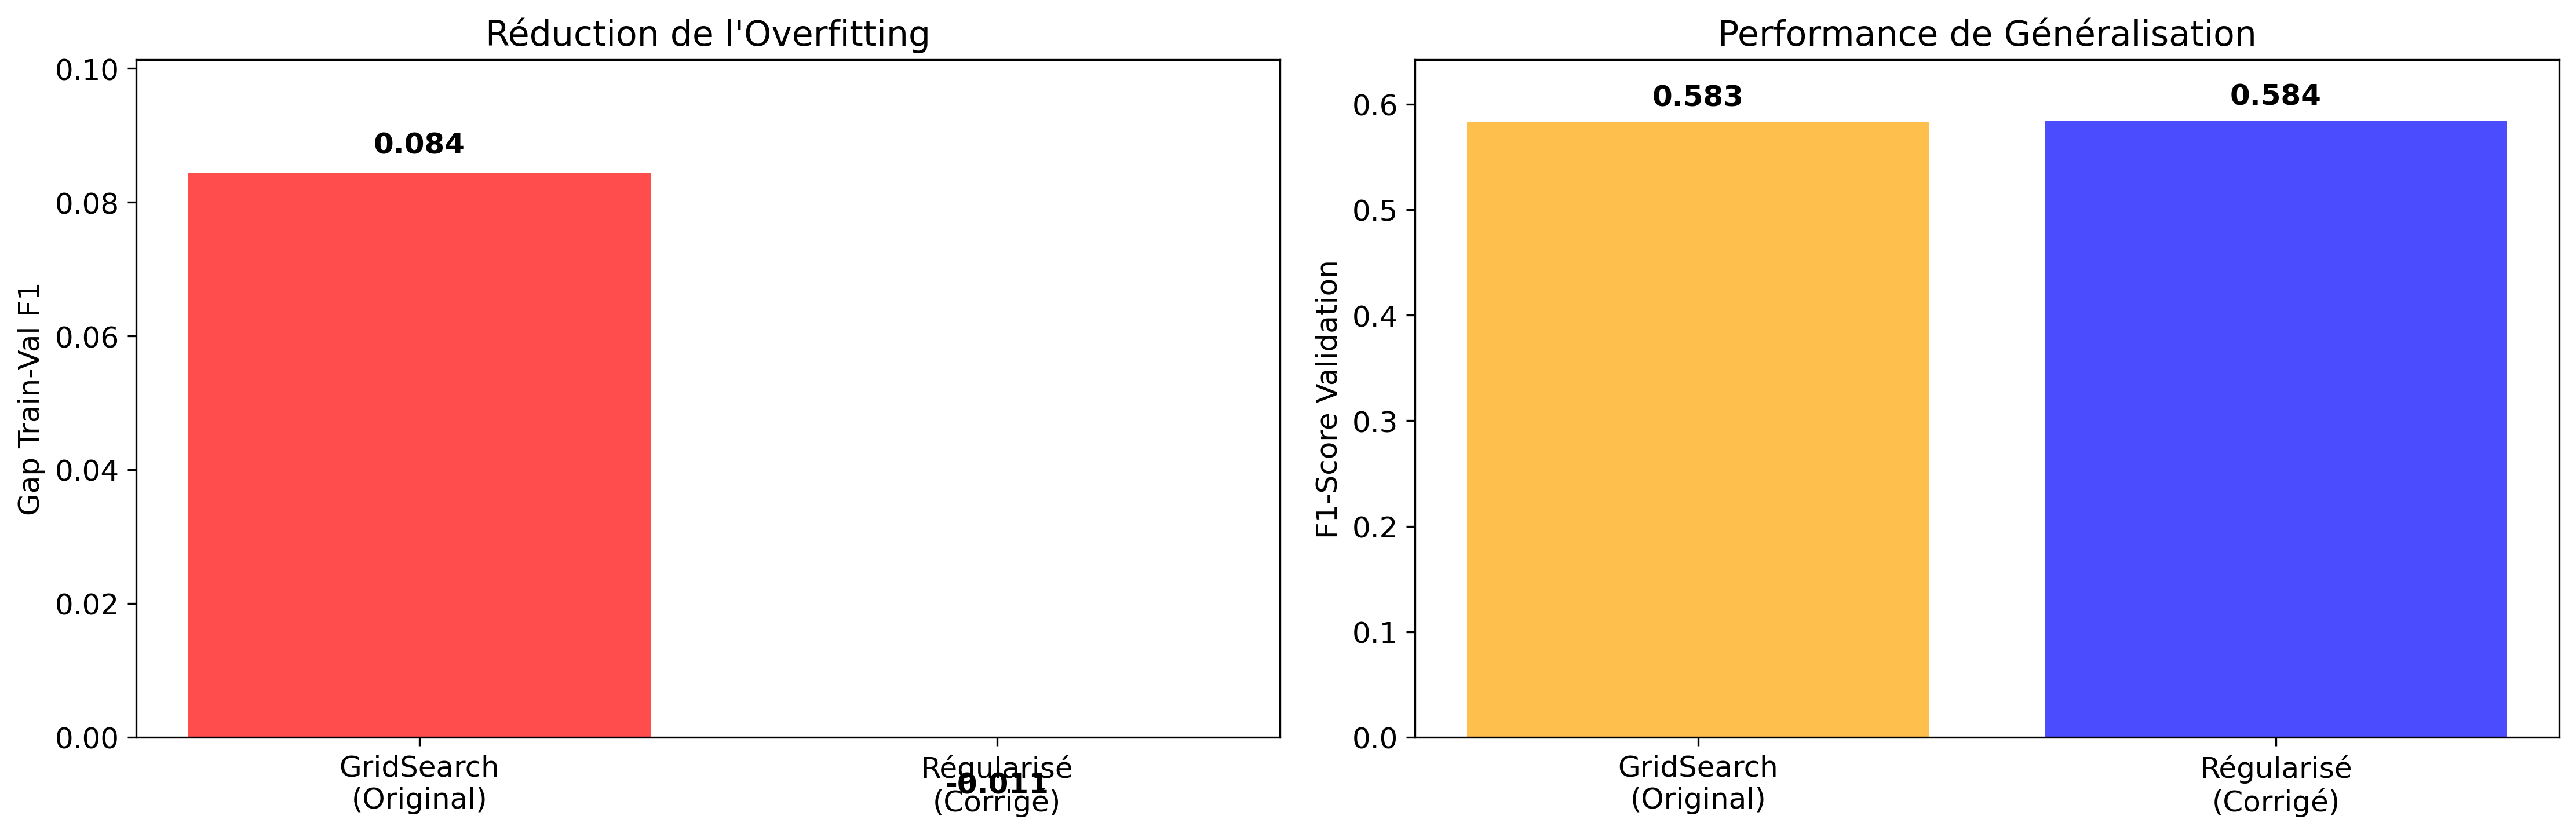 Réduction de l'Overfitting
0.10
0.08
0.06
0.04
0.02
0.00
Gap Train-Val F1
0.084
-0.011
GridSearch
(Original)
Régularisé
(Corrigé)
Performance de Généralisation
0.6
0.5
0.4
0.3
0.2
0.1
0.0
F1-Score Validation
0.583
0.584
GridSearch
(Original)
Régularisé
(Corrigé)